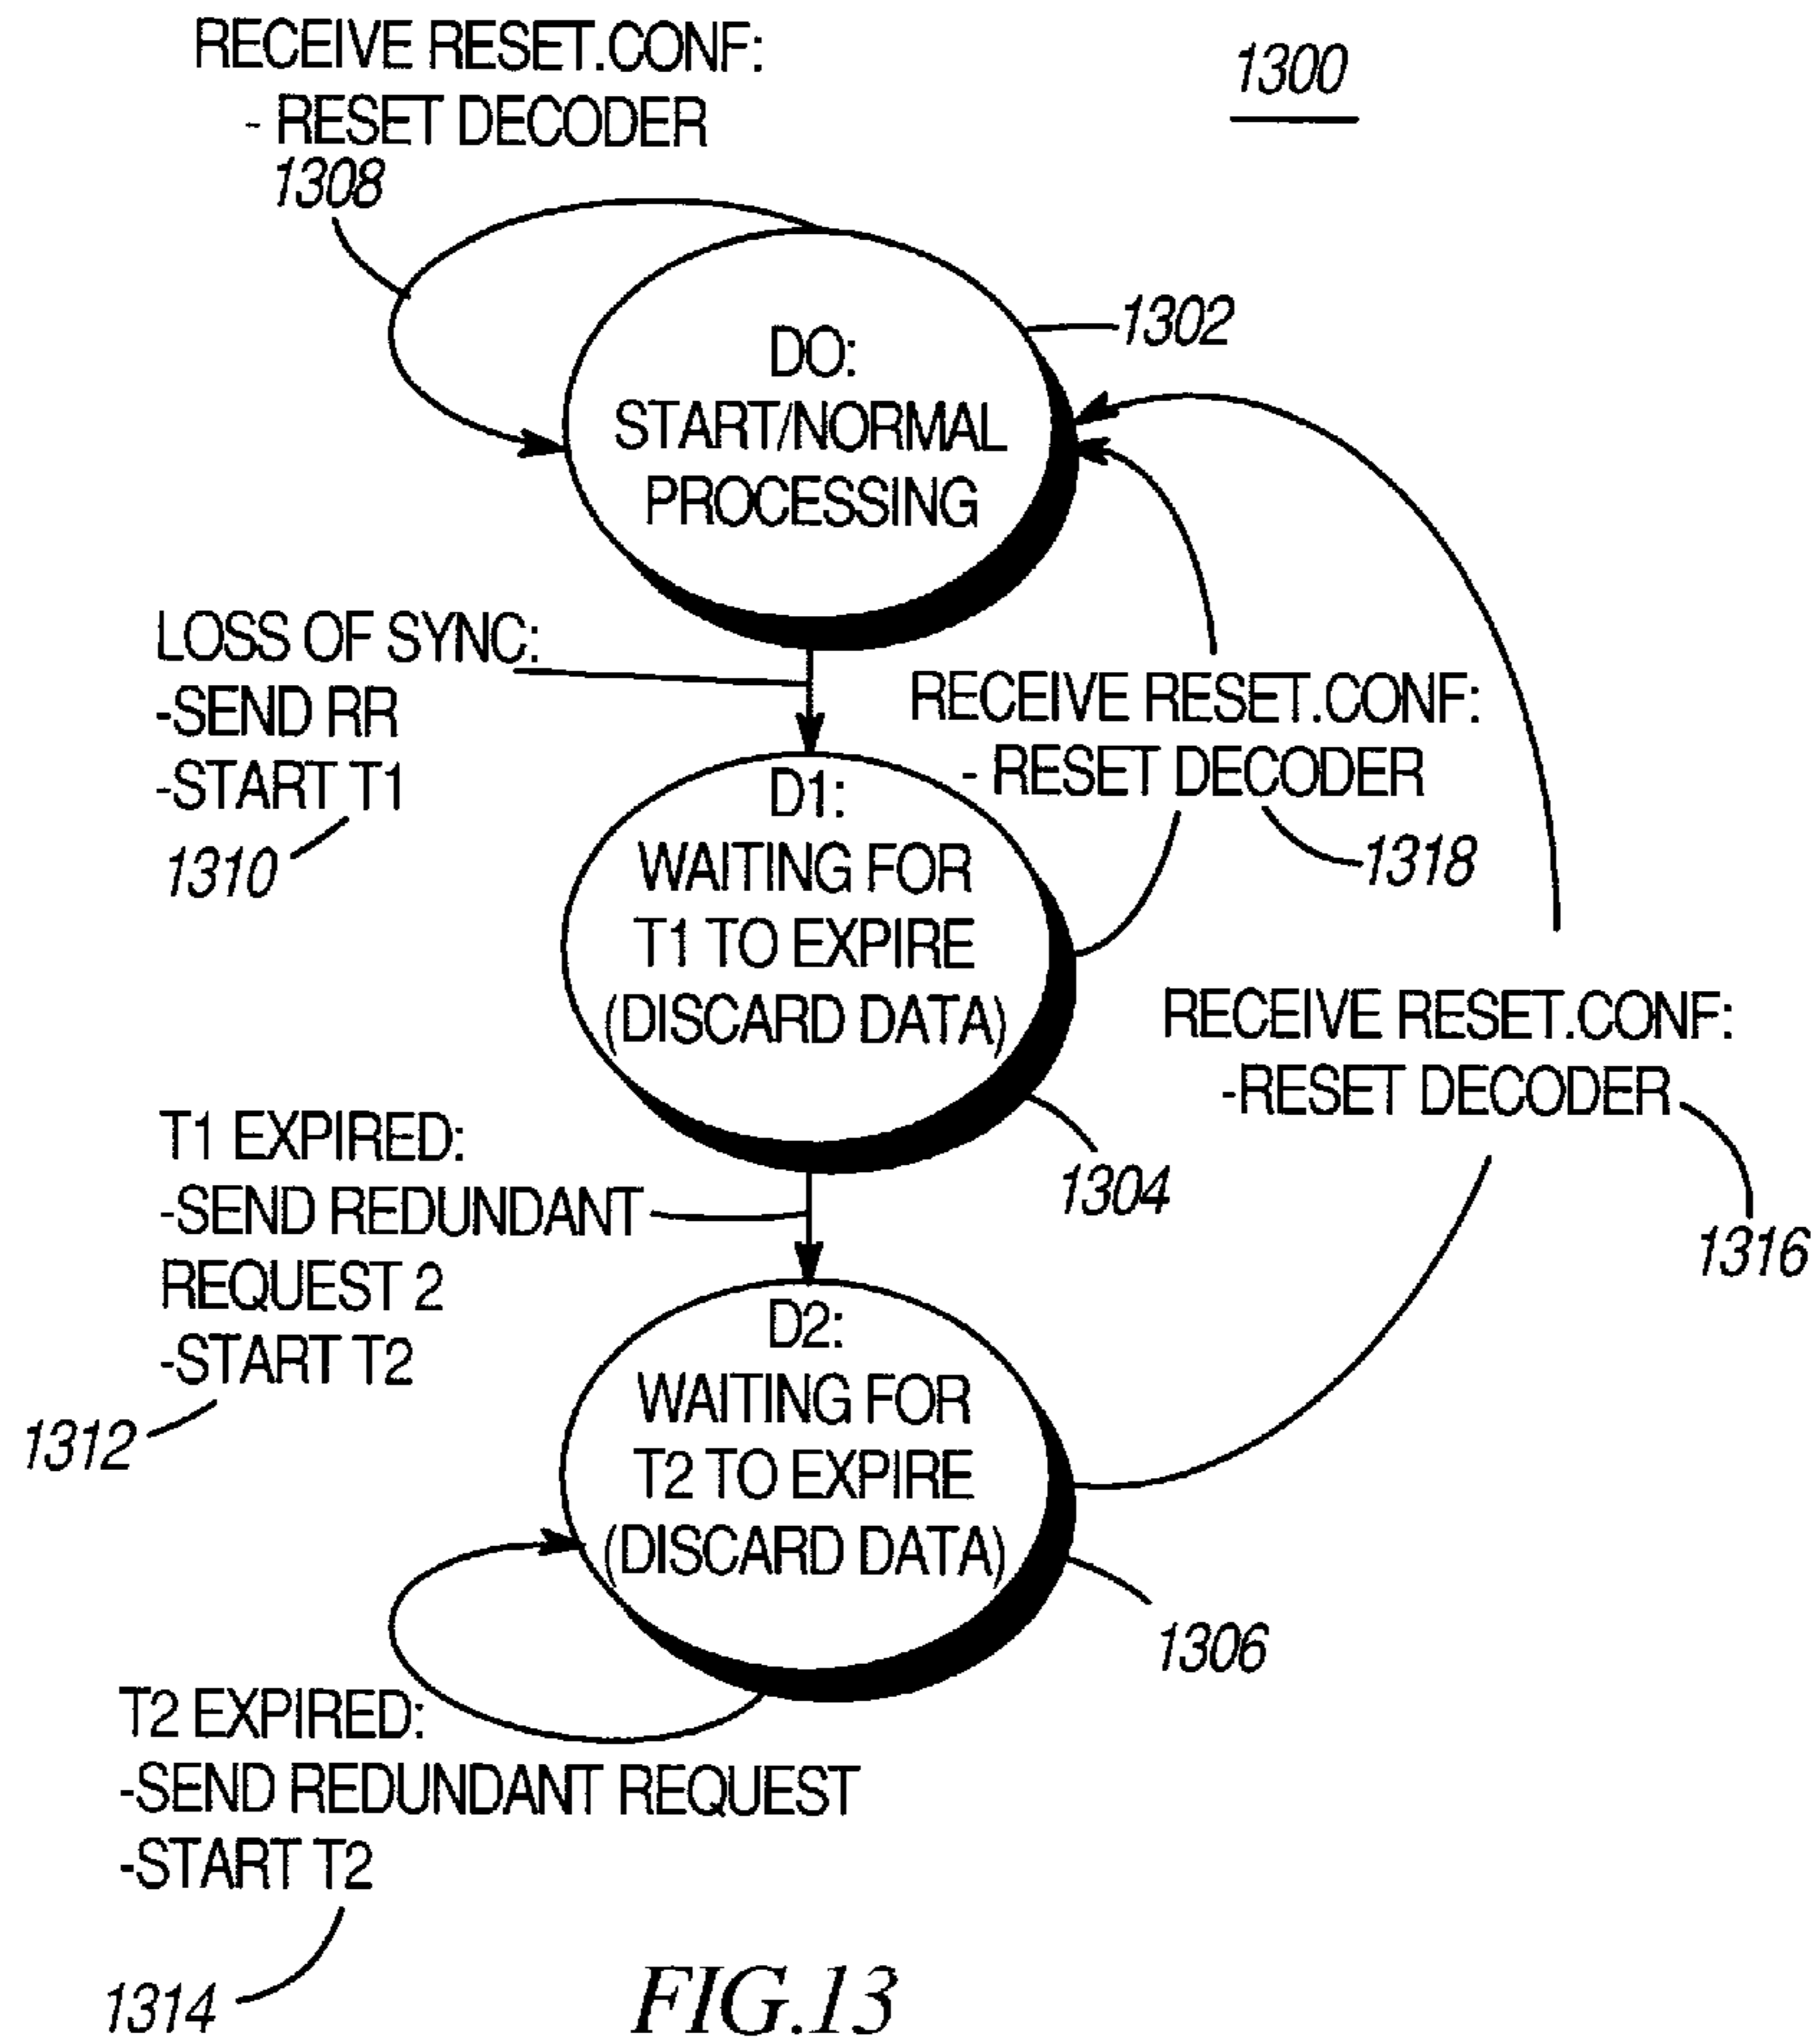 RECEIVE RESET.CONF:
- RESET DECODER
1308
1300
1302
DO:
START/NORMAL
PROCESSING
LOSS OF SYNC:
-SEND RR
-START T1
1310
RECEIVE RESET.CONF:
- RESET DECODER
1318
D1:
WAITING FOR
T1 TO EXPIRE
(DISCARD DATA)
1304
RECEIVE RESET.CONF:
-RESET DECODER
1316
T1 EXPIRED:
-SEND REDUNDANT
REQUEST 2
-START T2
1312
D2:
WAITING FOR
T2 TO EXPIRE
(DISCARD DATA)
1306
T2 EXPIRED:
-SEND REDUNDANT REQUEST
-START T2
1314
FIG.13